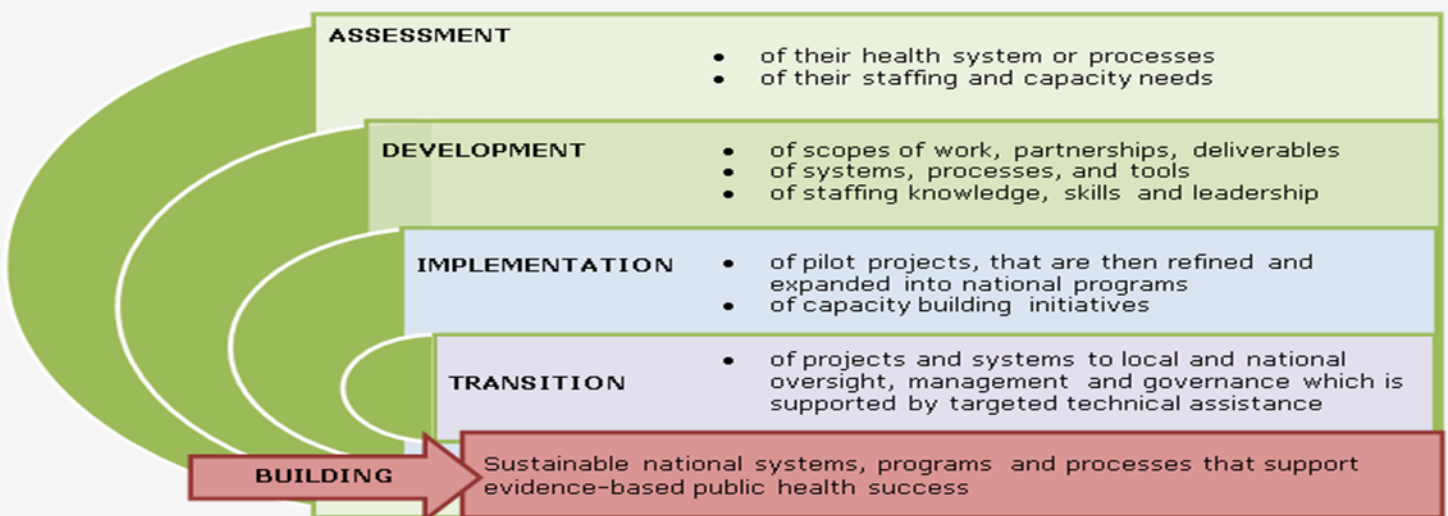 ASSESSMENT
• of their health system or processes
• of their staffing and capacity needs
DEVELOPMENT
• of scopes of work, partnerships, deliverables
• of systems, processes, and tools
• of staffing knowledge, skills and leadership
IMPLEMENTATION
• of pilot projects, that are then refined and
expanded into national programs
• of capacity building initiatives
TRANSITION
• of projects and systems to local and national
oversight, management and governance which is
supported by targeted technical assistance
BUILDING
Sustainable national systems, programs and processes that support
evidence-based public health success